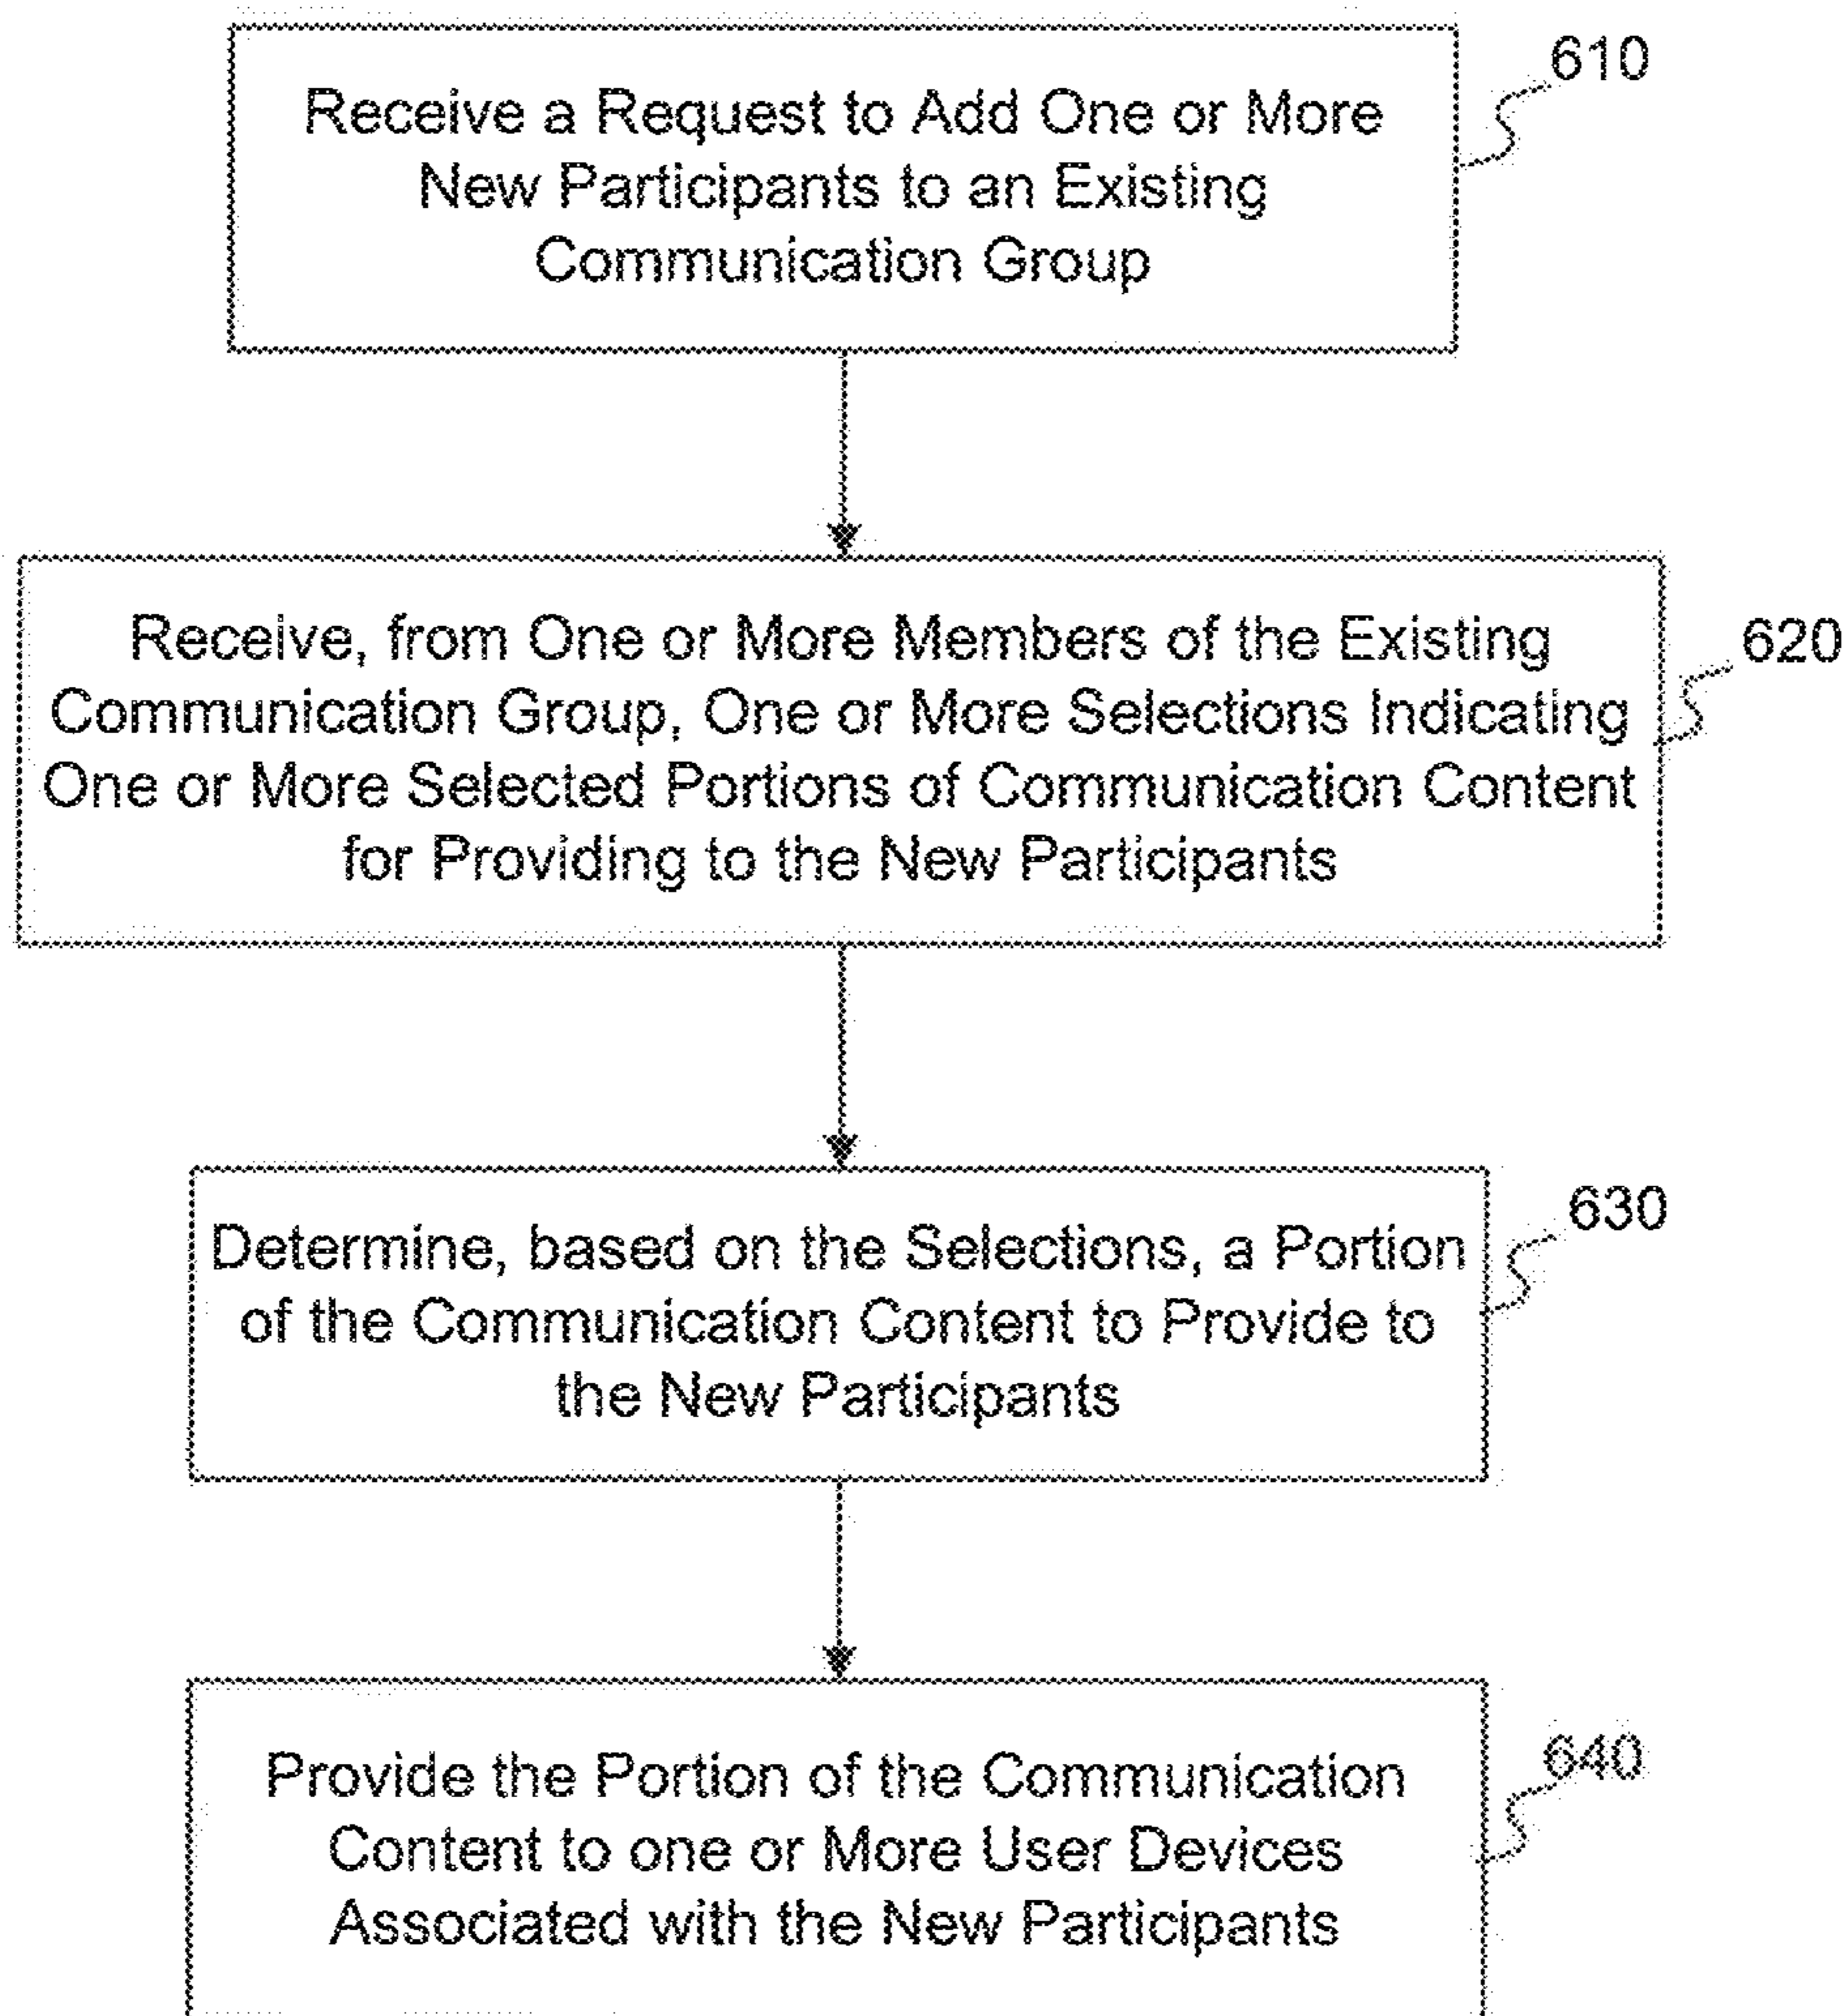 610
Receive a Request to Add One or More
New Participants to an Existing
Communication Group
620
Receive, from One or More Members of the Existing
Communication Group, One or More Selections Indicating
One or More Selected Portions of Communication Content
for Providing to the New Participants
630
Determine, based on the Selections, a Portion
of the Communication Content to Provide to
the New Participants
640
Provide the Portion of the Communication
Content to one or More User Devices
Associated with the New Participants